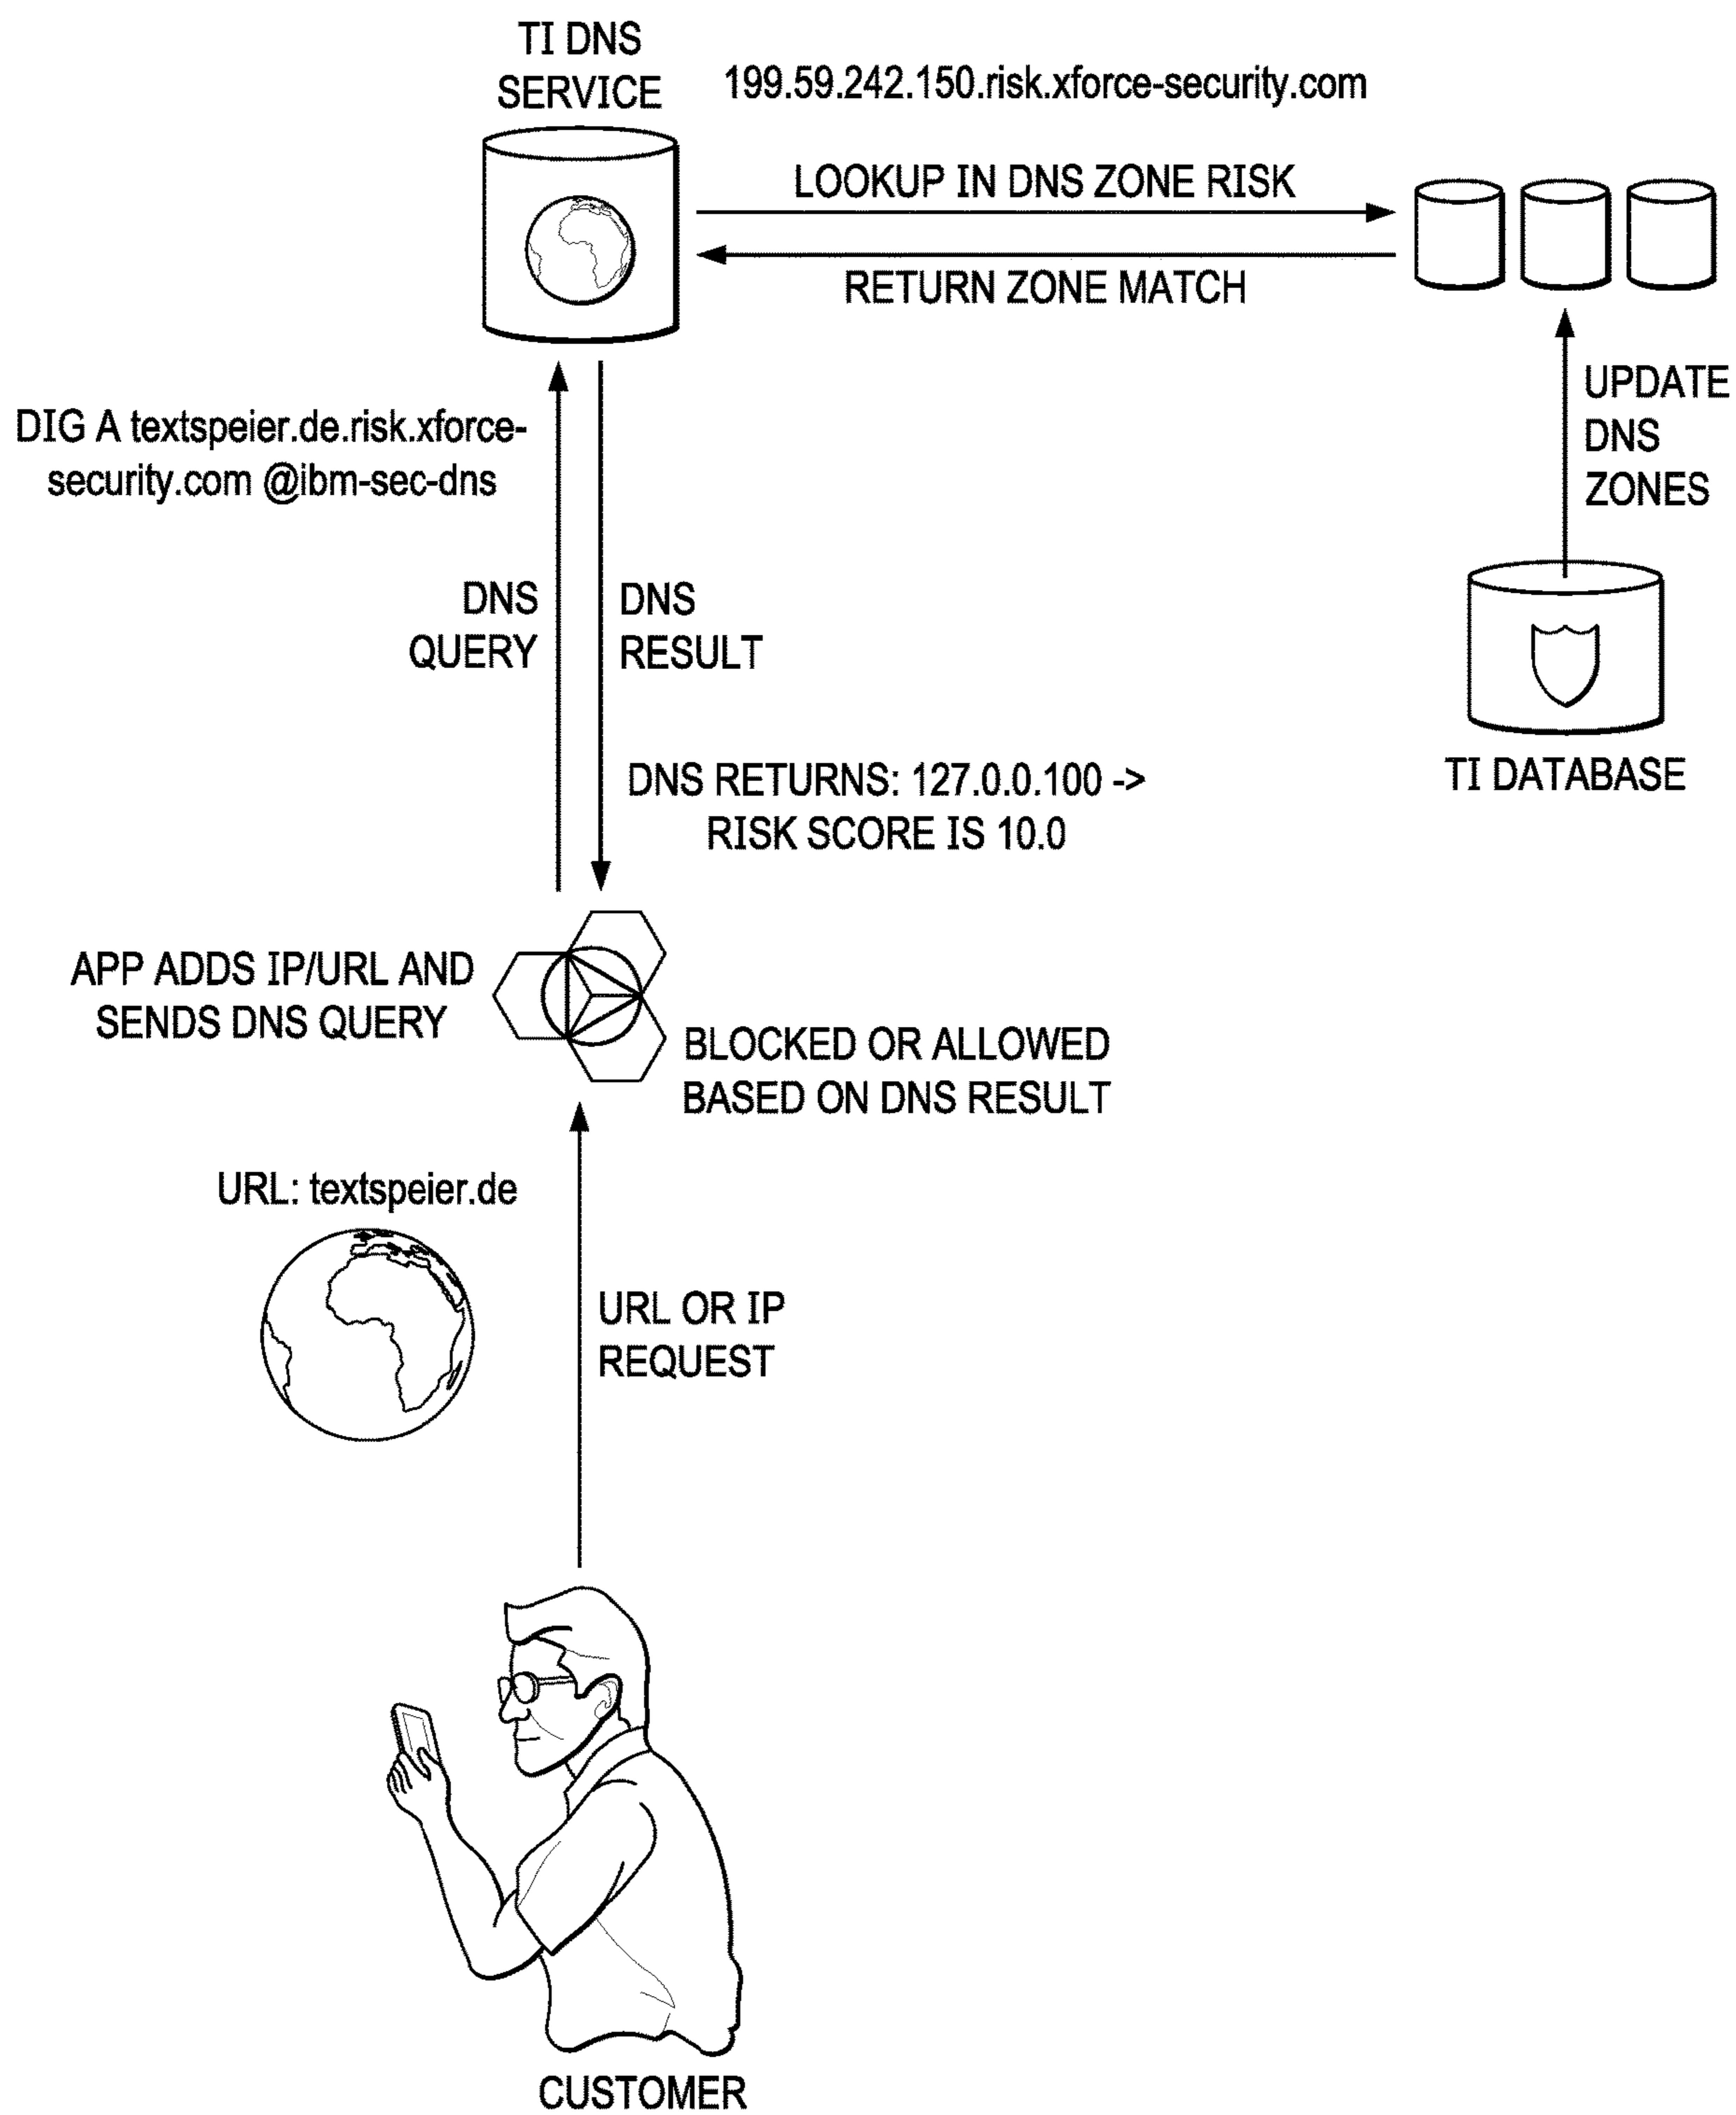 TI DNS
SERVICE
199.59.242.150.risk.xforce-security.com
LOOKUP IN DNS ZONE RISK
RETURN ZONE MATCH
UPDATE
DNS
ZONES
TI DATABASE
DIG A textspeier.de.risk.xforce-
security.com @ibm-sec-dns
DNS
QUERY
DNS
RESULT
DNS RETURNS: 127.0.0.100 ->
RISK SCORE IS 10.0
APP ADDS IP/URL AND
SENDS DNS QUERY
BLOCKED OR ALLOWED
BASED ON DNS RESULT
URL: textspeier.de
URL OR IP
REQUEST
CUSTOMER